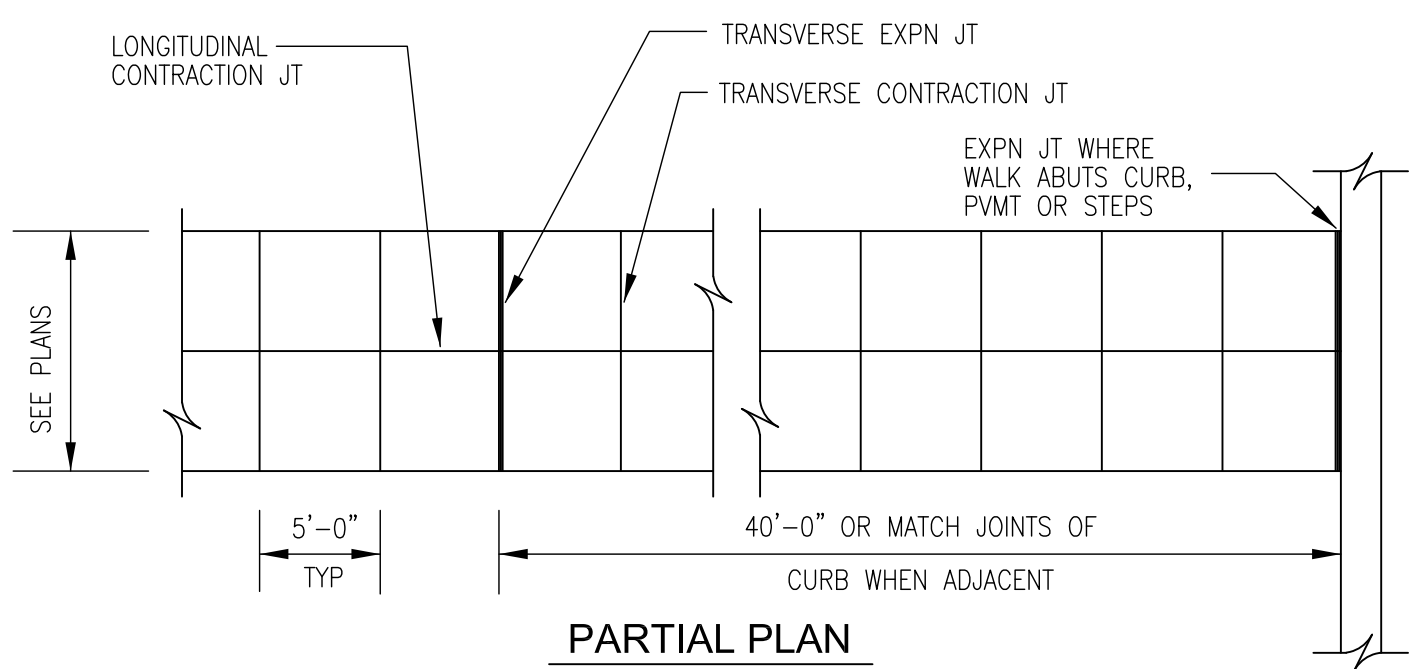 LONGITUDINAL
CONTRACTION JT
TRANSVERSE EXPN JT
TRANSVERSE CONTRACTION JT
EXPN JT WHERE
WALK ABUTS CURB,
PVMT OR STEPS
SEE PLANS
5'-0"
TYP
40'-0" OR MATCH JOINTS OF
CURB WHEN ADJACENT
PARTIAL PLAN